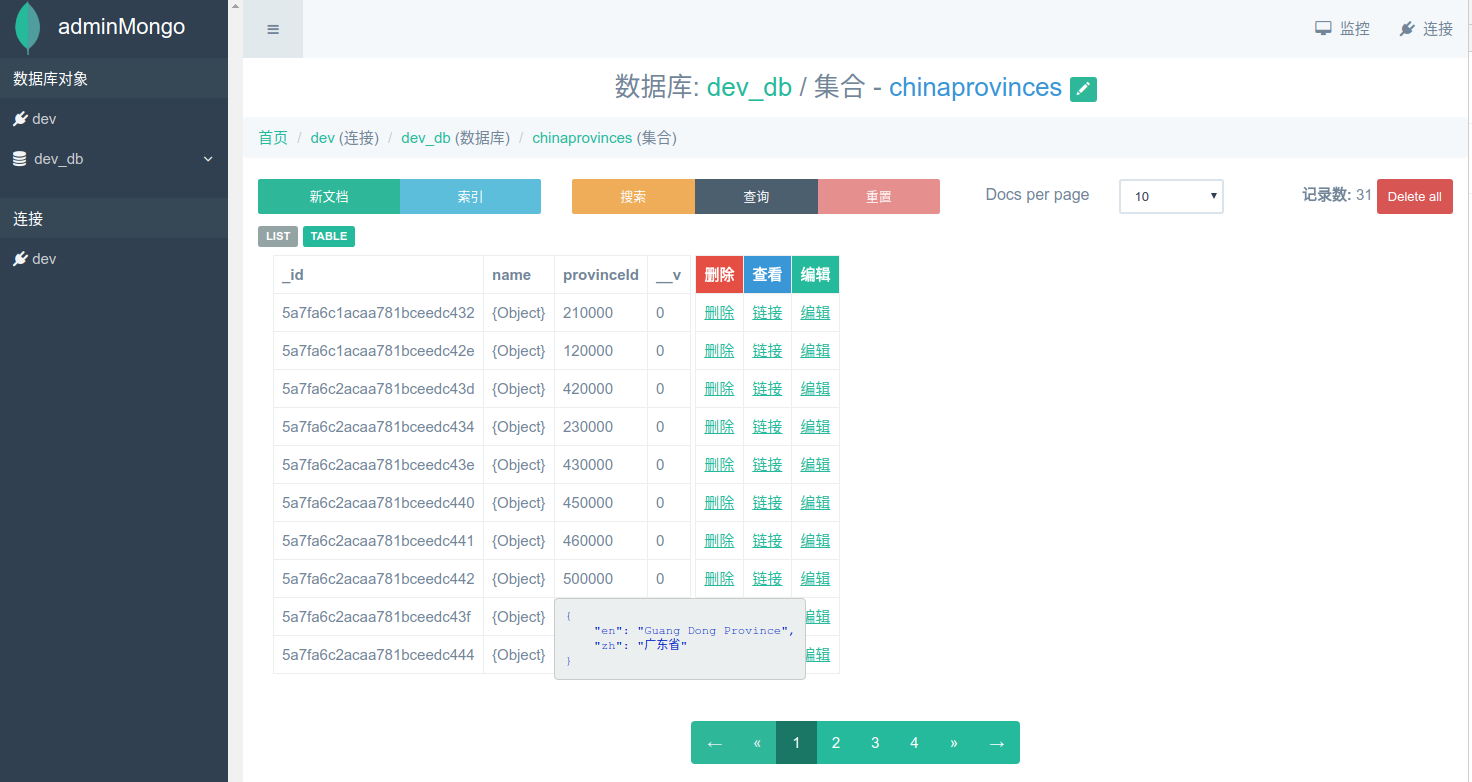 adminMongo
数据库对象
dev
dev_db
连接
dev
≡ 监控 连接
数据库: dev_db / 集合 - chinaprovinces
首页 / dev (连接) / dev_db (数据库) / chinaprovinces (集合)
新文档 索引 搜索 查询 重置 Docs per page 10 记录数: 31 Delete all
LIST TABLE
_id name provinceId __v 删除 查看 编辑
5a7fa6c1acaa781bceedc432 {Object} 210000 0 删除 链接 编辑
5a7fa6c1acaa781bceedc42e {Object} 120000 0 删除 链接 编辑
5a7fa6c2acaa781bceedc43d {Object} 420000 0 删除 链接 编辑
5a7fa6c2acaa781bceedc434 {Object} 230000 0 删除 链接 编辑
5a7fa6c2acaa781bceedc43e {Object} 430000 0 删除 链接 编辑
5a7fa6c2acaa781bceedc440 {Object} 450000 0 删除 链接 编辑
5a7fa6c2acaa781bceedc441 {Object} 460000 0 删除 链接 编辑
5a7fa6c2acaa781bceedc442 {Object} 500000 0 删除 链接 编辑
5a7fa6c2acaa781bceedc43f {Object} 编辑
5a7fa6c2acaa781bceedc444 {Object} 编辑
{
"en": "Guang Dong Province",
"zh": "广东省"
}
← « 1 2 3 4 » →